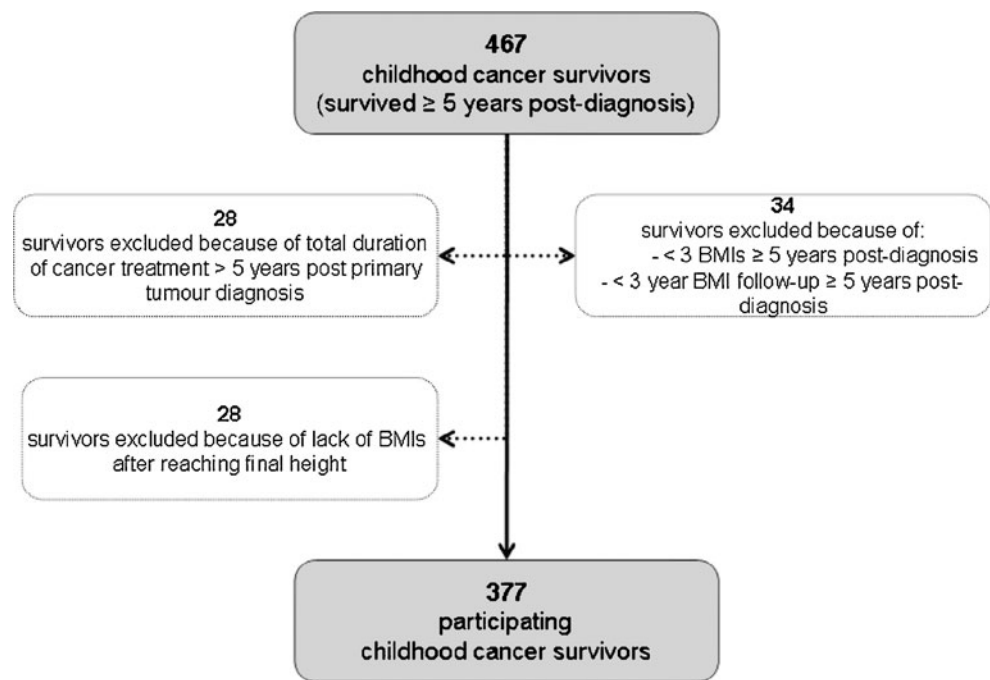 467
childhood cancer survivors
(survived ≥ 5 years post-diagnosis)
28
survivors excluded because of total duration
of cancer treatment > 5 years post primary
tumour diagnosis
34
survivors excluded because of:
- < 3 BMIs ≥ 5 years post-diagnosis
- < 3 year BMI follow-up ≥ 5 years post-
diagnosis
28
survivors excluded because of lack of BMIs
after reaching final height
377
participating
childhood cancer survivors